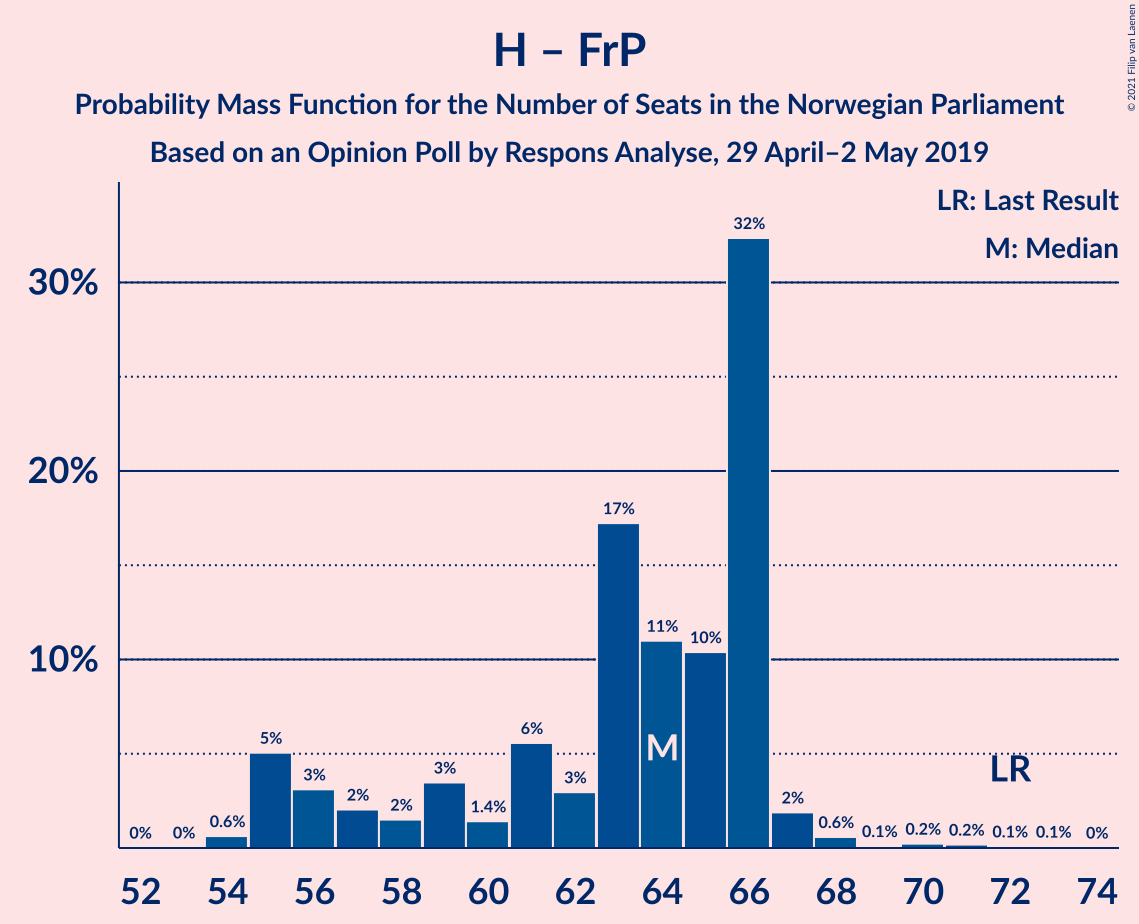 H – FrP
Probability Mass Function for the Number of Seats in the Norwegian Parliament
Based on an Opinion Poll by Respons Analyse, 29 April–2 May 2019
© 2021 Filip van Laenen
LR: Last Result
M: Median
30%
20%
10%
0% 0% 0.6% 5% 3% 2% 2% 3% 1.4% 6% 3% 17% 11% 10% 32% 2% 0.6% 0.1% 0.2% 0.2% 0.1% 0.1% 0%
M
LR
52 54 56 58 60 62 64 66 68 70 72 74